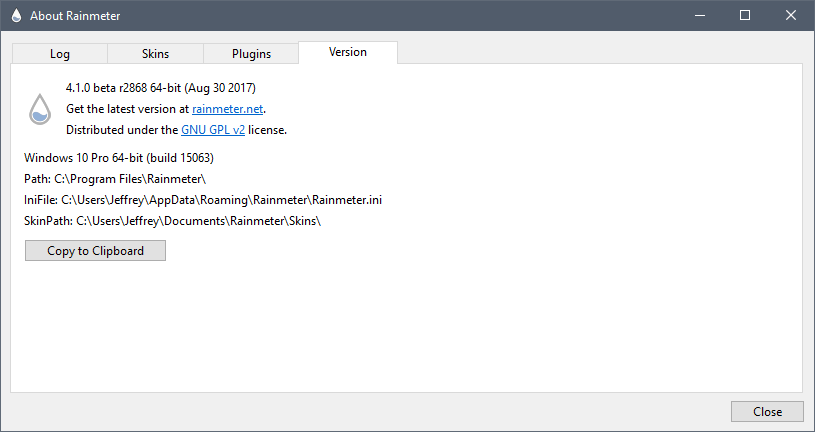 About Rainmeter
Log Skins Plugins Version
4.1.0 beta r2868 64-bit (Aug 30 2017)
Get the latest version at rainmeter.net.
Distributed under the GNU GPL v2 license.
Windows 10 Pro 64-bit (build 15063)
Path: C:\Program Files\Rainmeter\
IniFile: C:\Users\Jeffrey\AppData\Roaming\Rainmeter\Rainmeter.ini
SkinPath: C:\Users\Jeffrey\Documents\Rainmeter\Skins\
Copy to Clipboard
Close